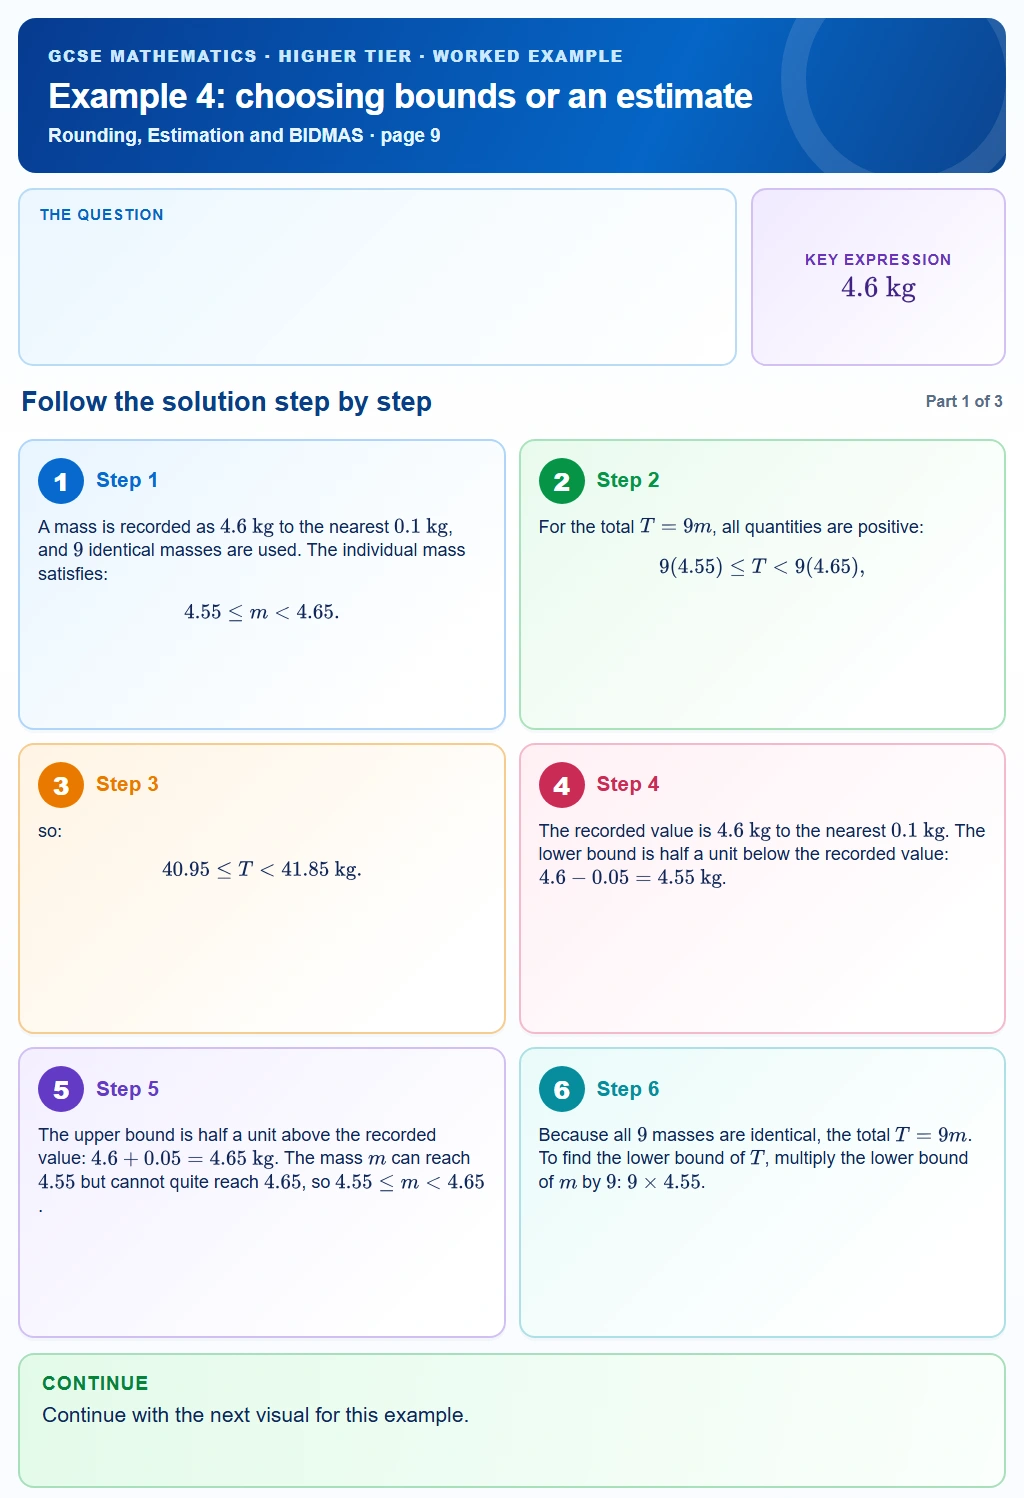 GCSE MATHEMATICS · HIGHER TIER · WORKED EXAMPLE
Example 4: choosing bounds or an estimate
Rounding, Estimation and BIDMAS · page 9
THE QUESTION
KEY EXPRESSION
4.6 kg
Follow the solution step by step
Part 1 of 3
1 Step 1
A mass is recorded as 4.6 kg to the nearest 0.1 kg,
and 9 identical masses are used. The individual mass
satisfies:
4.55 ≤ m < 4.65.
2 Step 2
For the total T = 9m, all quantities are positive:
9(4.55) ≤ T < 9(4.65),
3 Step 3
so:
40.95 ≤ T < 41.85 kg.
4 Step 4
The recorded value is 4.6 kg to the nearest 0.1 kg. The
lower bound is half a unit below the recorded value:
4.6 − 0.05 = 4.55 kg.
5 Step 5
The upper bound is half a unit above the recorded
value: 4.6 + 0.05 = 4.65 kg. The mass m can reach
4.55 but cannot quite reach 4.65, so 4.55 ≤ m < 4.65
.
6 Step 6
Because all 9 masses are identical, the total T = 9m.
To find the lower bound of T, multiply the lower bound
of m by 9: 9 × 4.55.
CONTINUE
Continue with the next visual for this example.